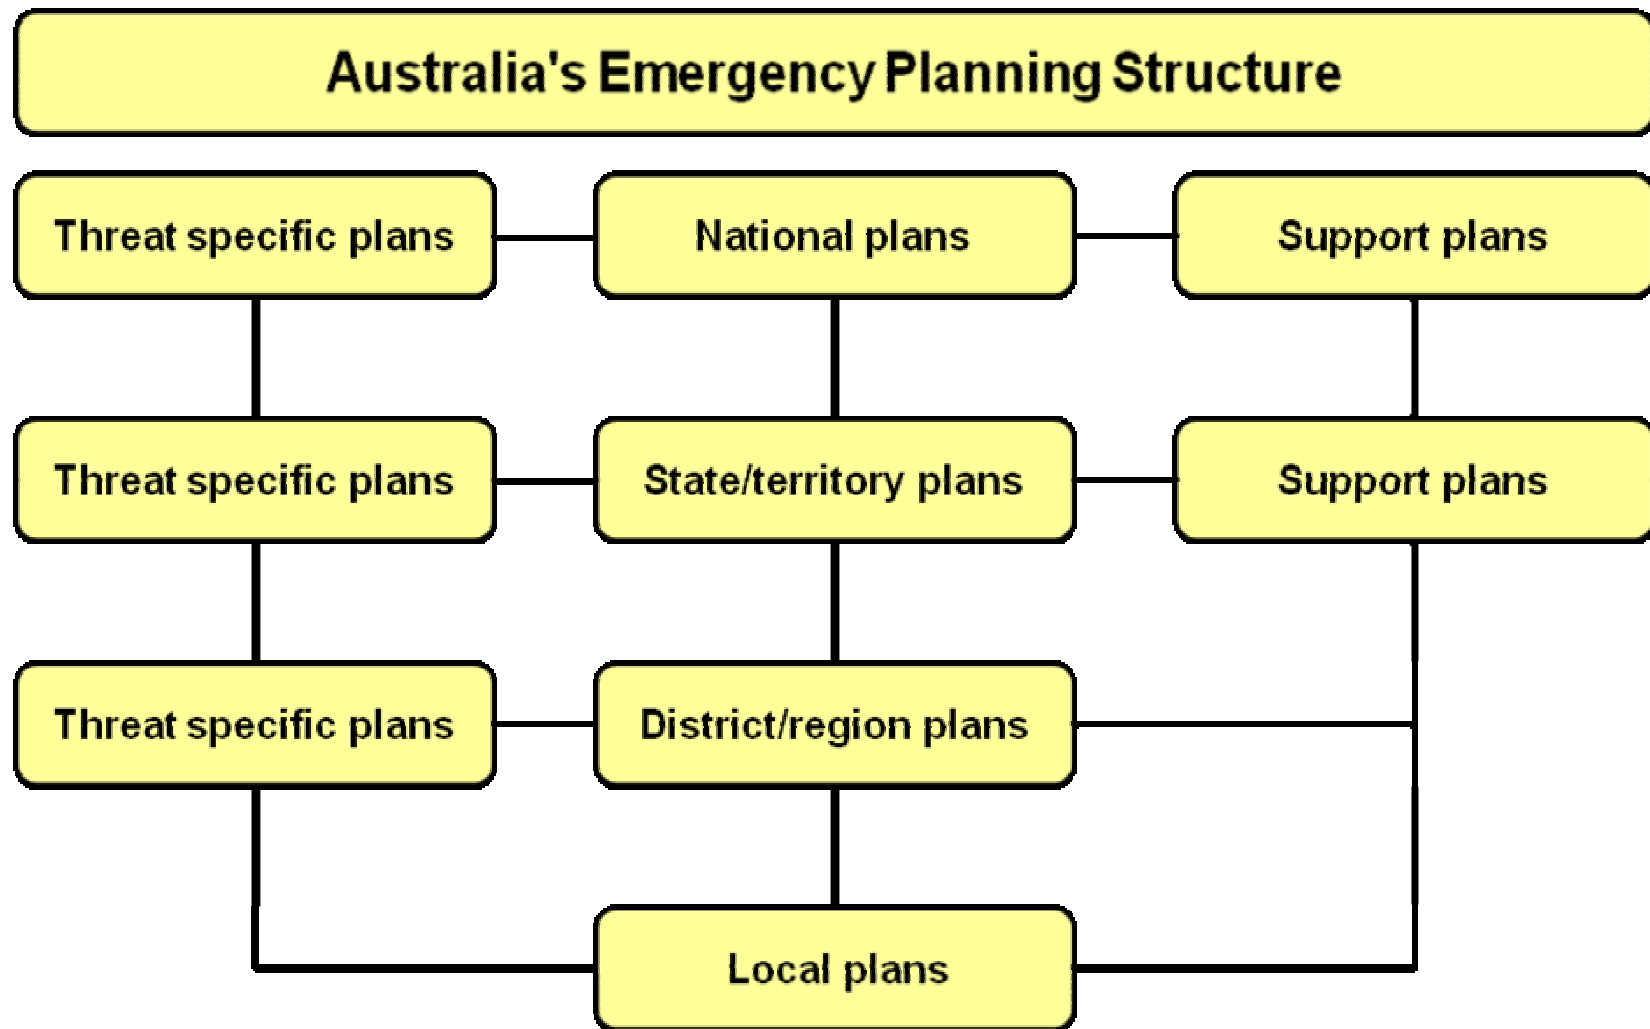 Australia's Emergency Planning Structure
Threat specific plans
National plans
Support plans
Threat specific plans
State/territory plans
Support plans
Threat specific plans
District/region plans
Local plans